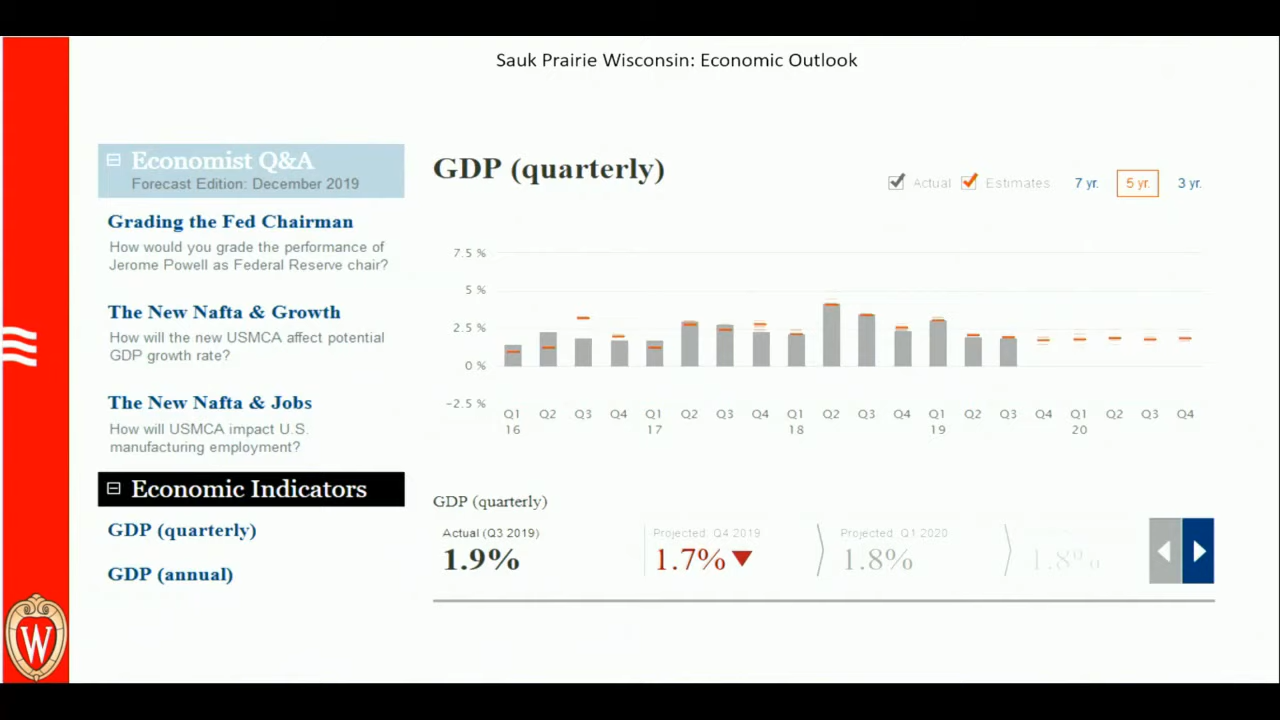 Sauk Prairie Wisconsin: Economic Outlook
Economist Q&A
Forecast Edition: December 2019
Grading the Fed Chairman
How would you grade the performance of
Jerome Powell as Federal Reserve chair?
The New Nafta & Growth
How will the new USMCA affect potential
GDP growth rate?
The New Nafta & Jobs
How will USMCA impact U.S.
manufacturing employment?
Economic Indicators
GDP (quarterly)
GDP (annual)
GDP (quarterly)
Actual Estimates 7 yr. 5 yr. 3 yr.
7.5 %
5 %
2.5 %
0 %
−2.5 %
Q1 Q2 Q3 Q4 Q1 Q2 Q3 Q4 Q1 Q2 Q3 Q4 Q1 Q2 Q3 Q4 Q1 Q2 Q3 Q4
16 17 18 19 20
GDP (quarterly)
Actual (Q3 2019) Projected Q4 2019 Projected Q1 2020
1.9% 1.7% 1.8% 1.8%
W